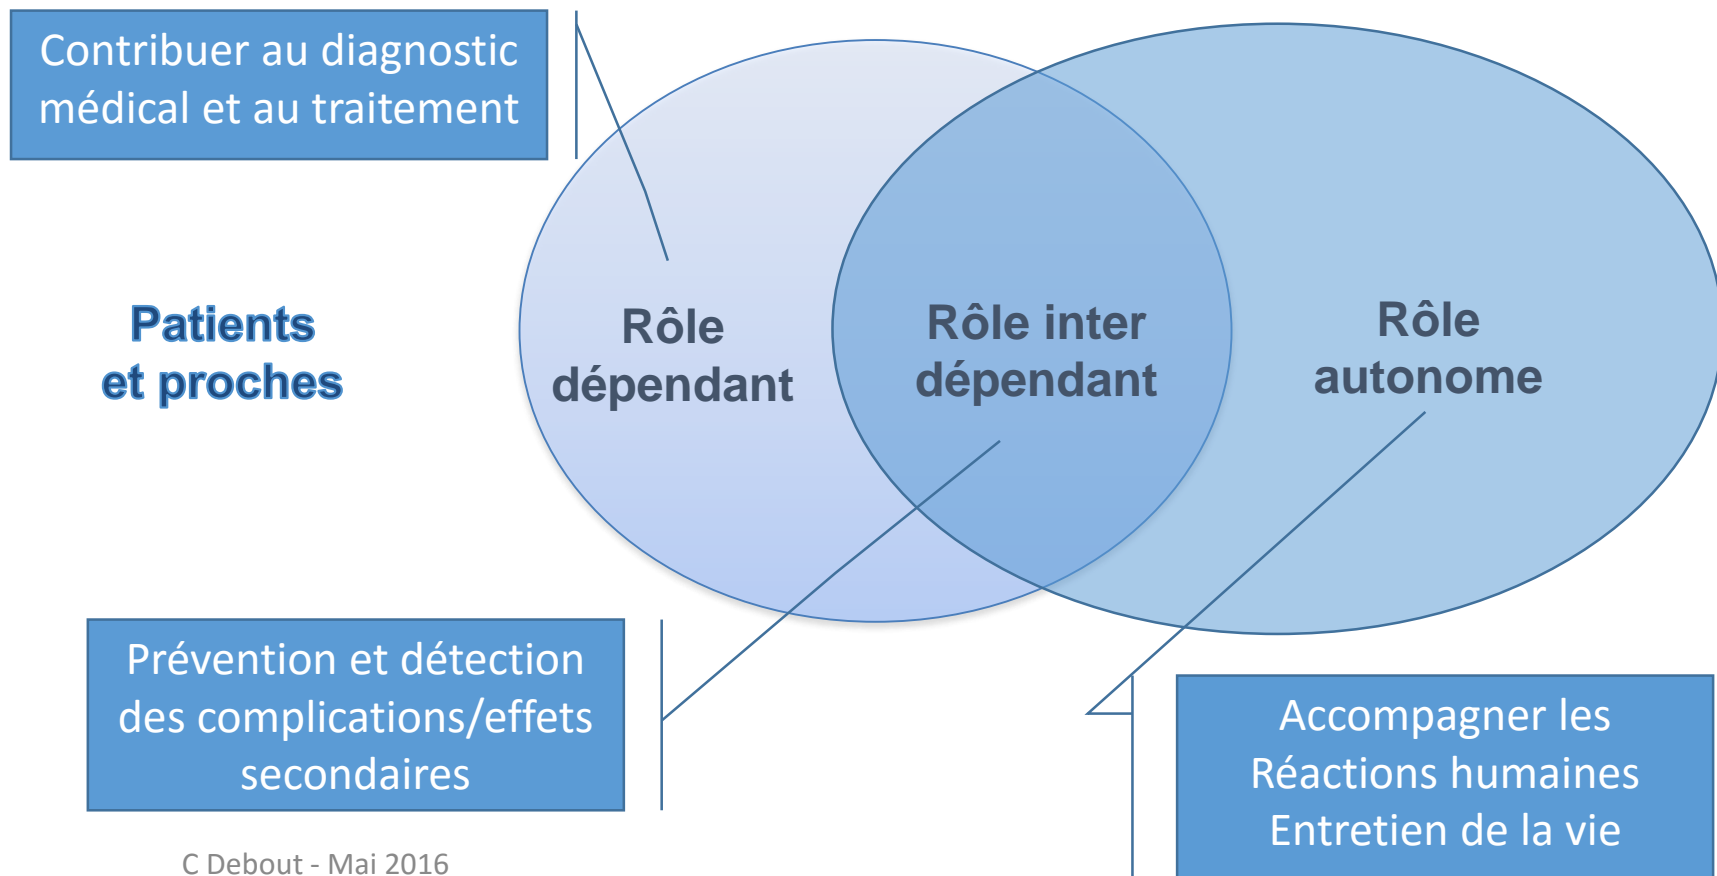 Contribuer au diagnostic
médical et au traitement
Patients
et proches
Rôle
dépendant
Rôle inter
dépendant
Rôle
autonome
Prévention et détection
des complications/effets
secondaires
Accompagner les
Réactions humaines
Entretien de la vie
C Debout - Mai 2016